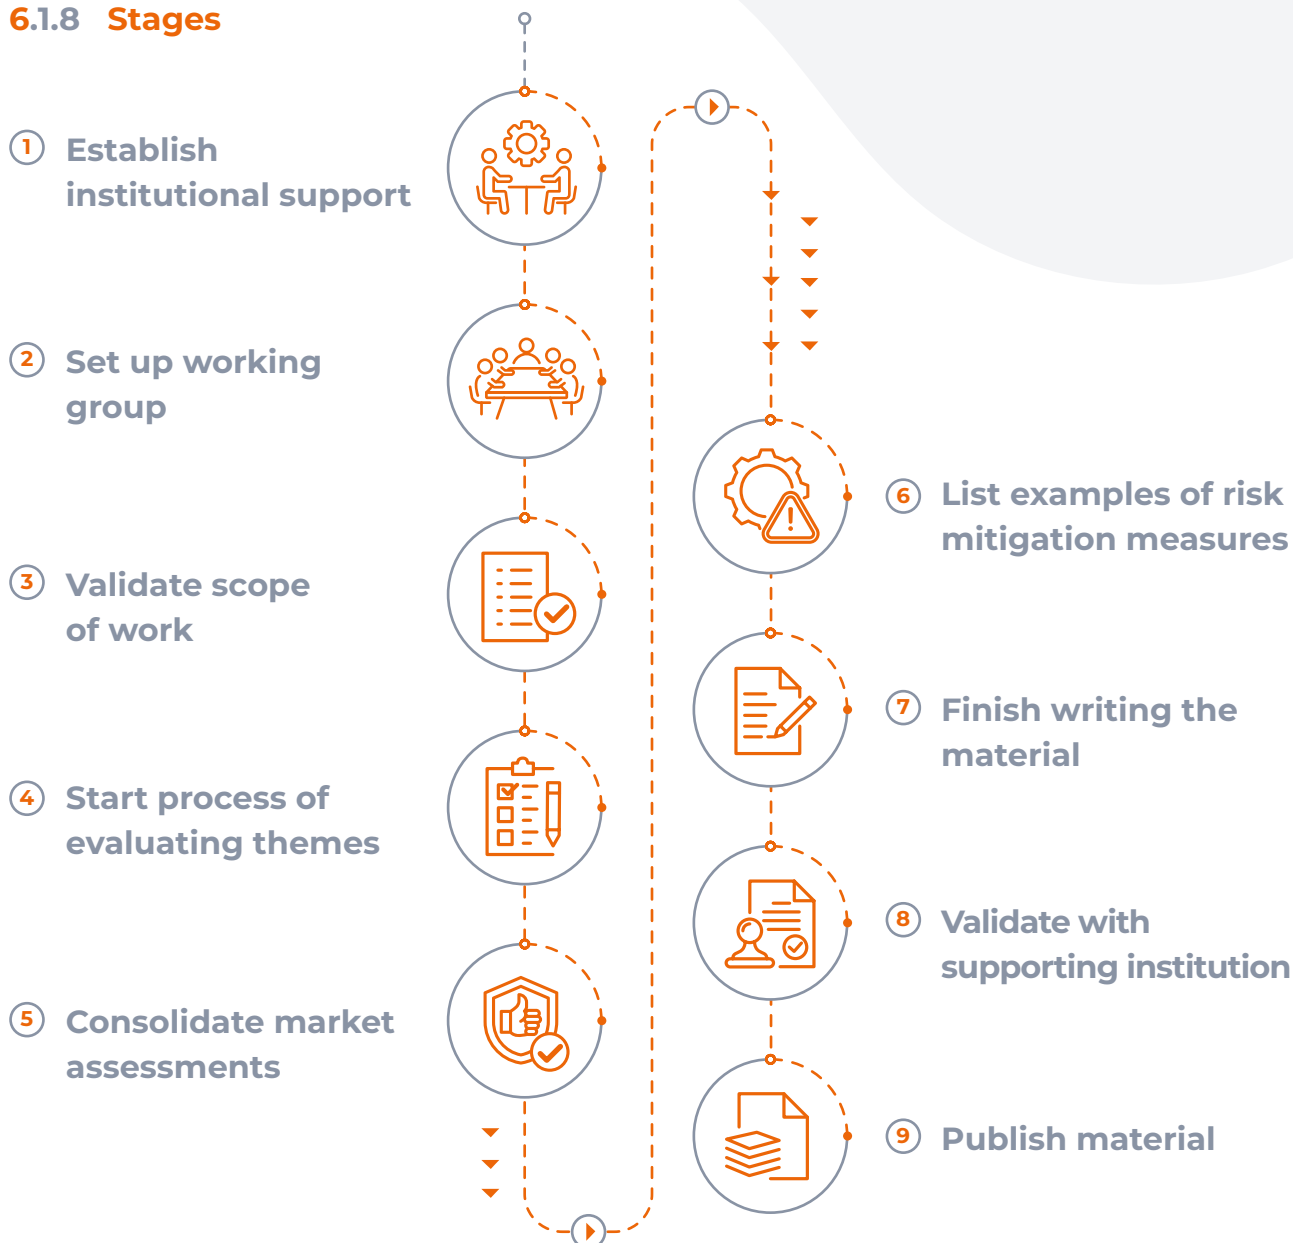 6.1.8 Stages
1 Establish
institutional support
2 Set up working
group
3 Validate scope
of work
4 Start process of
evaluating themes
5 Consolidate market
assessments
6 List examples of risk
mitigation measures
7 Finish writing the
material
8 Validate with
supporting institution
9 Publish material